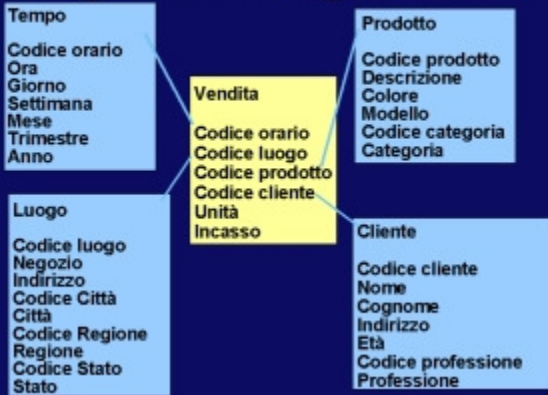 Tempo
Codice orario
Ora
Giorno
Settimana
Mese
Trimestre
Anno
Prodotto
Codice prodotto
Descrizione
Colore
Modello
Codice categoria
Categoria
Vendita
Codice orario
Codice luogo
Codice prodotto
Codice cliente
Unità
Incasso
Luogo
Codice luogo
Negozio
Indirizzo
Codice Città
Città
Codice Regione
Regione
Codice Stato
Stato
Cliente
Codice cliente
Nome
Cognome
Indirizzo
Età
Codice professione
Professione